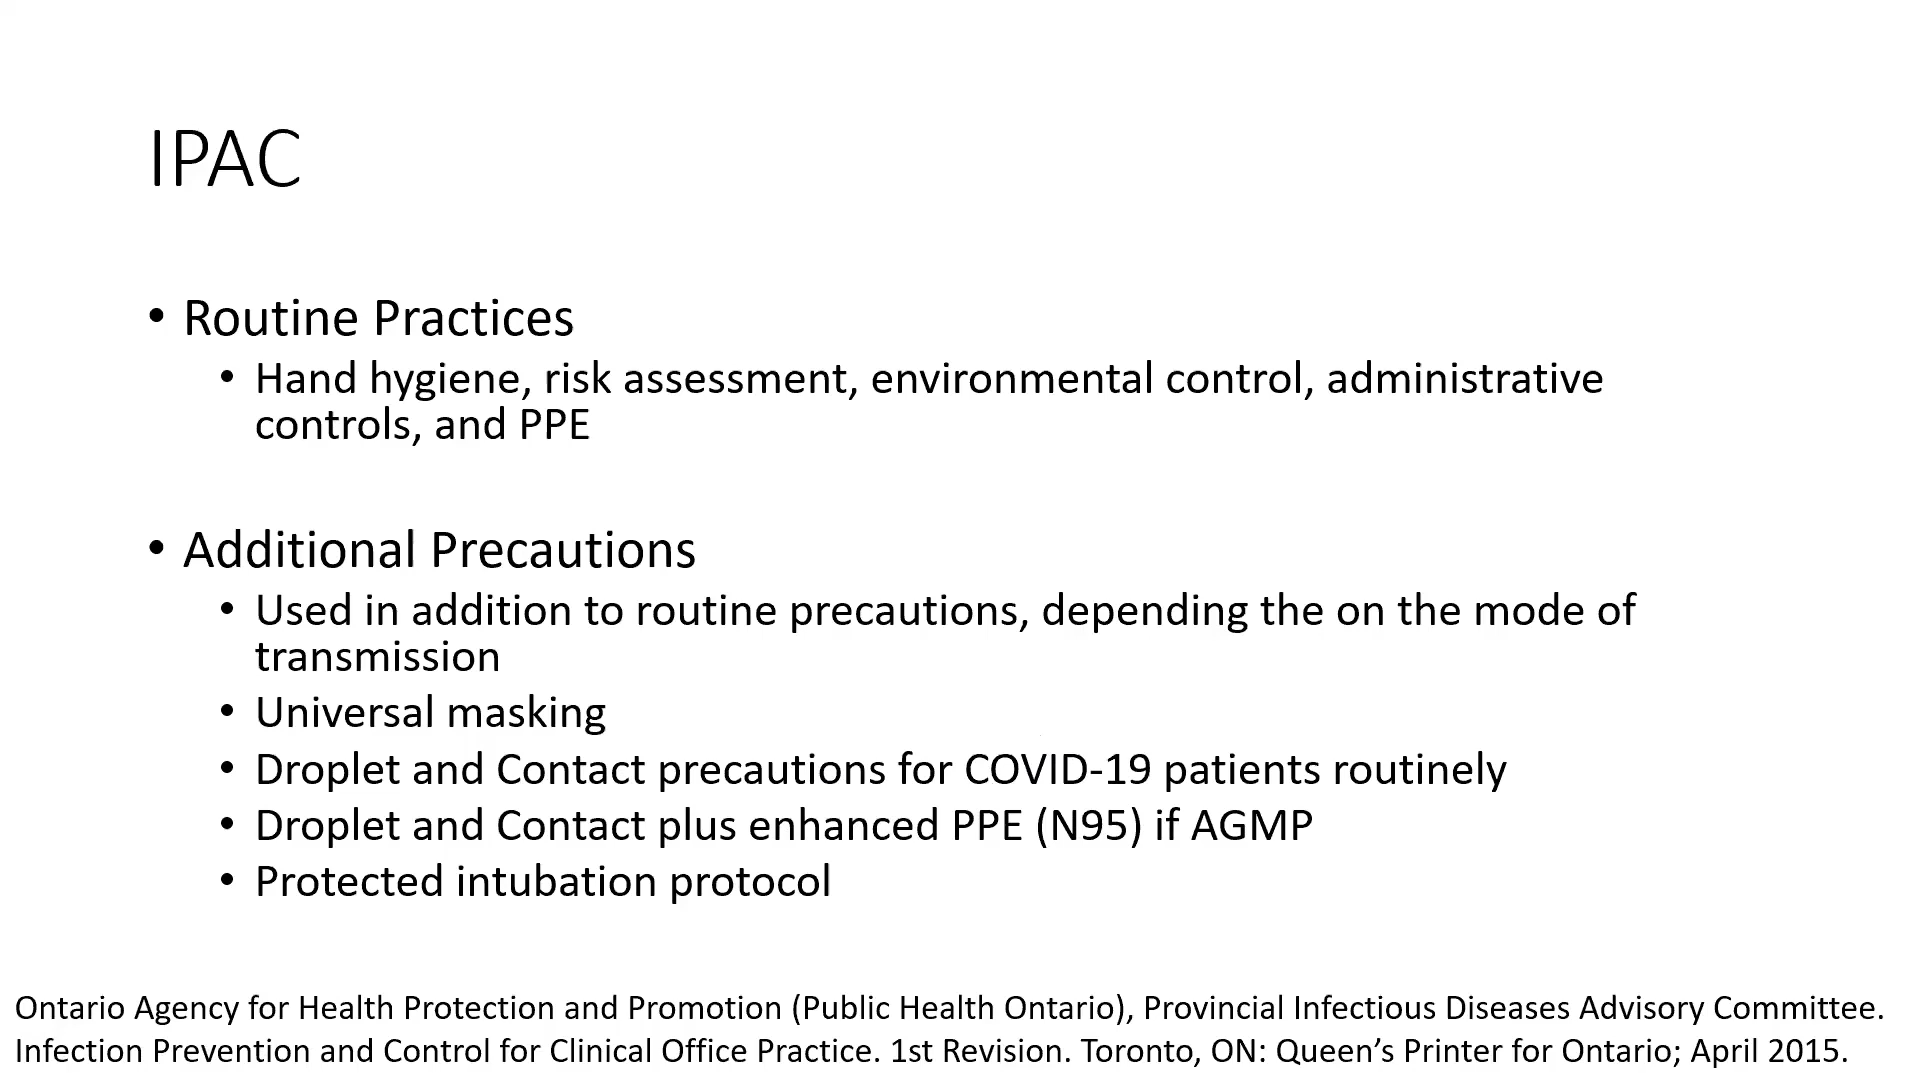 IPAC
• Routine Practices
• Hand hygiene, risk assessment, environmental control, administrative
controls, and PPE
• Additional Precautions
• Used in addition to routine precautions, depending the on the mode of
transmission
• Universal masking
• Droplet and Contact precautions for COVID-19 patients routinely
• Droplet and Contact plus enhanced PPE (N95) if AGMP
• Protected intubation protocol
Ontario Agency for Health Protection and Promotion (Public Health Ontario), Provincial Infectious Diseases Advisory Committee.
Infection Prevention and Control for Clinical Office Practice. 1st Revision. Toronto, ON: Queen’s Printer for Ontario; April 2015.